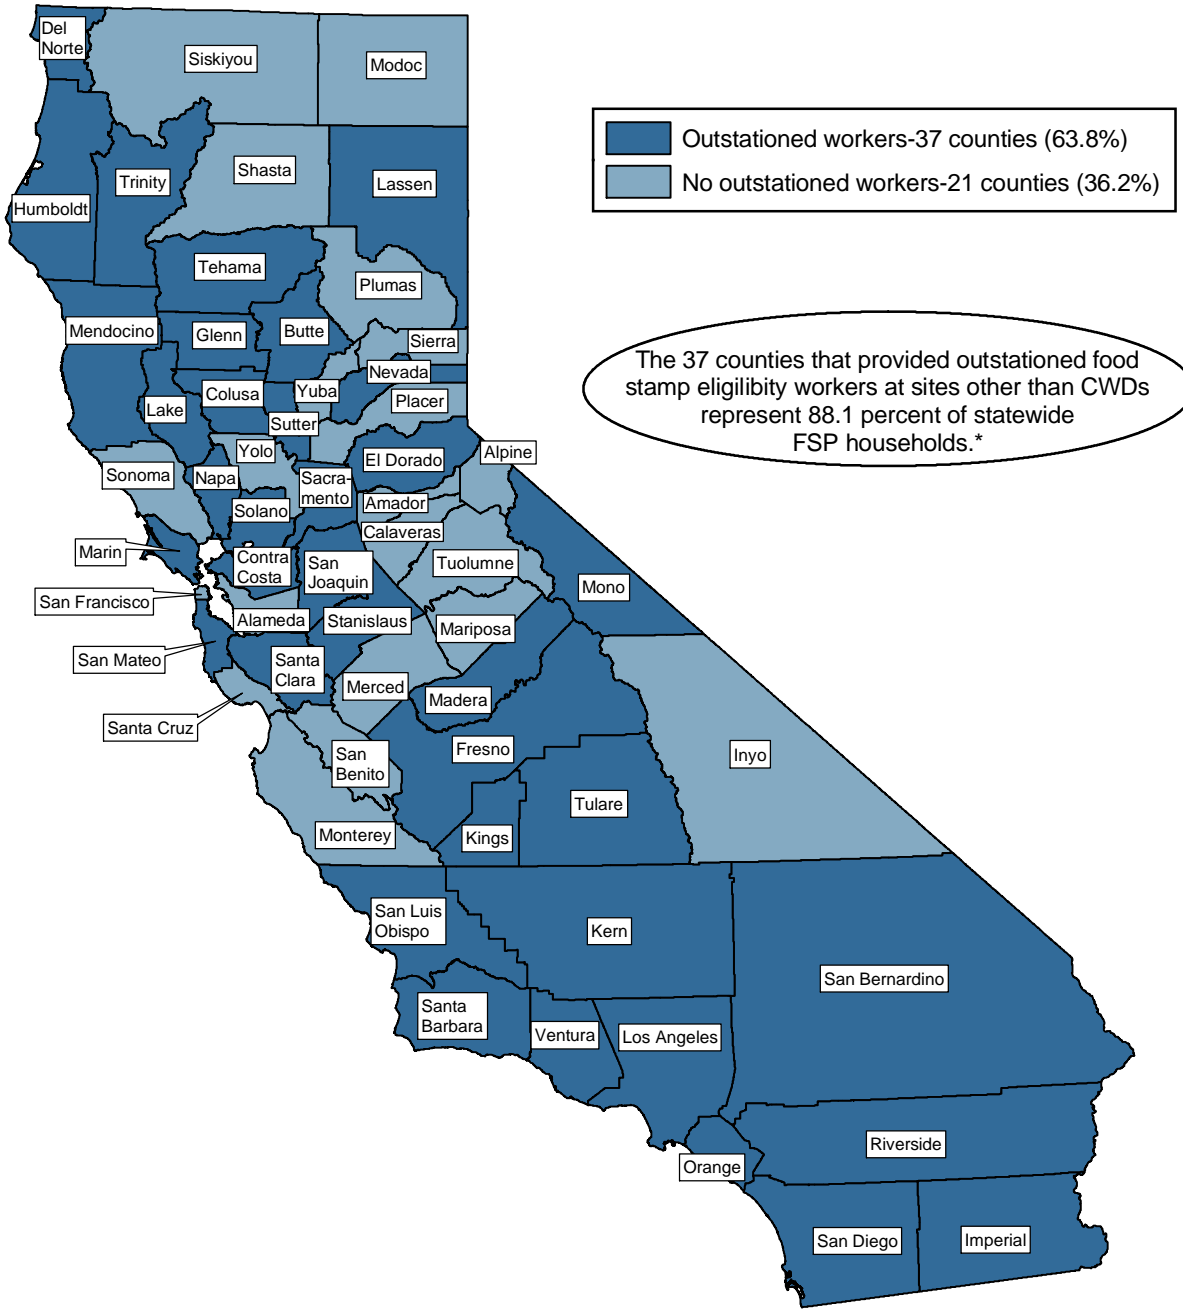 Del
Norte
Siskiyou
Modoc
Outstationed workers-37 counties (63.8%)
No outstationed workers-21 counties (36.2%)
Shasta
Trinity
Lassen
Humboldt
Tehama
Plumas
Mendocino
Glenn
Butte
Sierra
The 37 counties that provided outstationed food
stamp eligilibity workers at sites other than CWDs
represent 88.1 percent of statewide
FSP households.*
Nevada
Colusa
Yuba
Placer
Lake
Sutter
Yolo
Alpine
El Dorado
Sonoma
Napa
Sacra-
mento
Amador
Solano
Calaveras
Marin
Contra
Costa
San
Joaquin
Tuolumne
Mono
San Francisco
Alameda
Stanislaus
Mariposa
San Mateo
Santa
Clara
Merced
Madera
Santa Cruz
Fresno
Inyo
San
Benito
Tulare
Monterey
Kings
San Luis
Obispo
Kern
San Bernardino
Santa
Barbara
Ventura
Los Angeles
Riverside
Orange
San Diego
Imperial